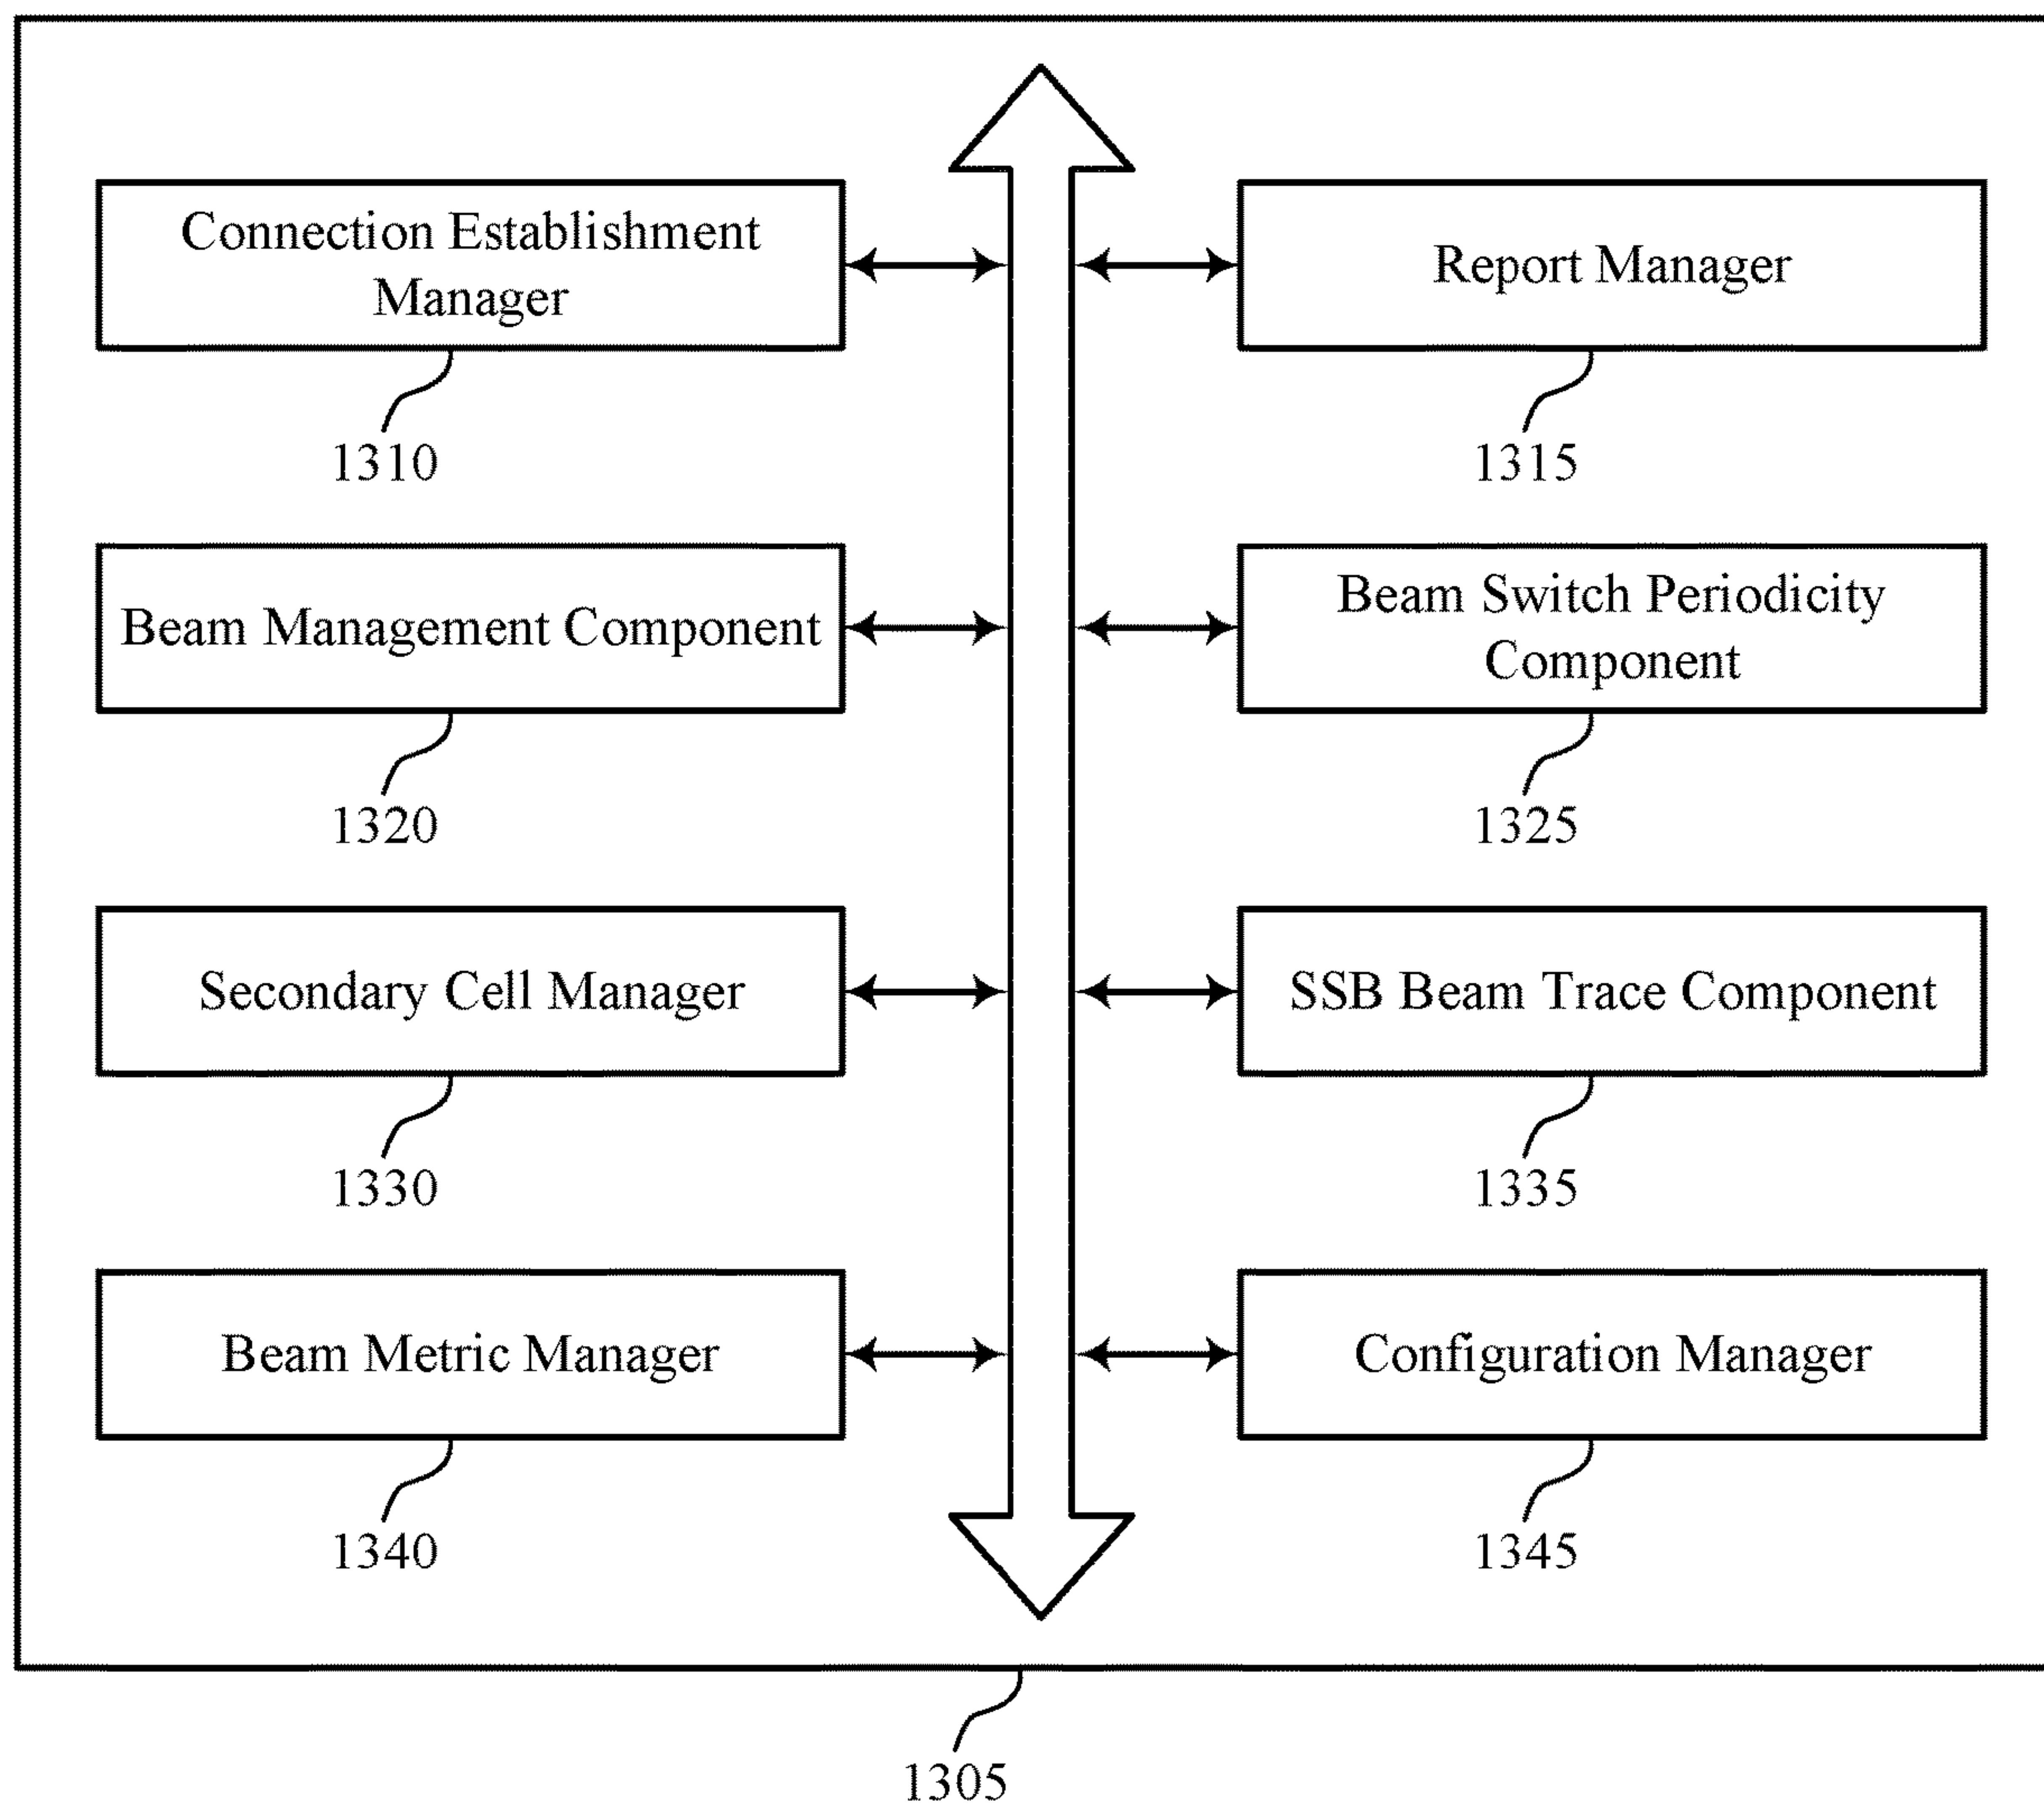 Connection Establishment
Manager
1310
Report Manager
1315
Beam Management Component
1320
Beam Switch Periodicity
Component
1325
Secondary Cell Manager
1330
SSB Beam Trace Component
1335
Beam Metric Manager
1340
Configuration Manager
1345
1305